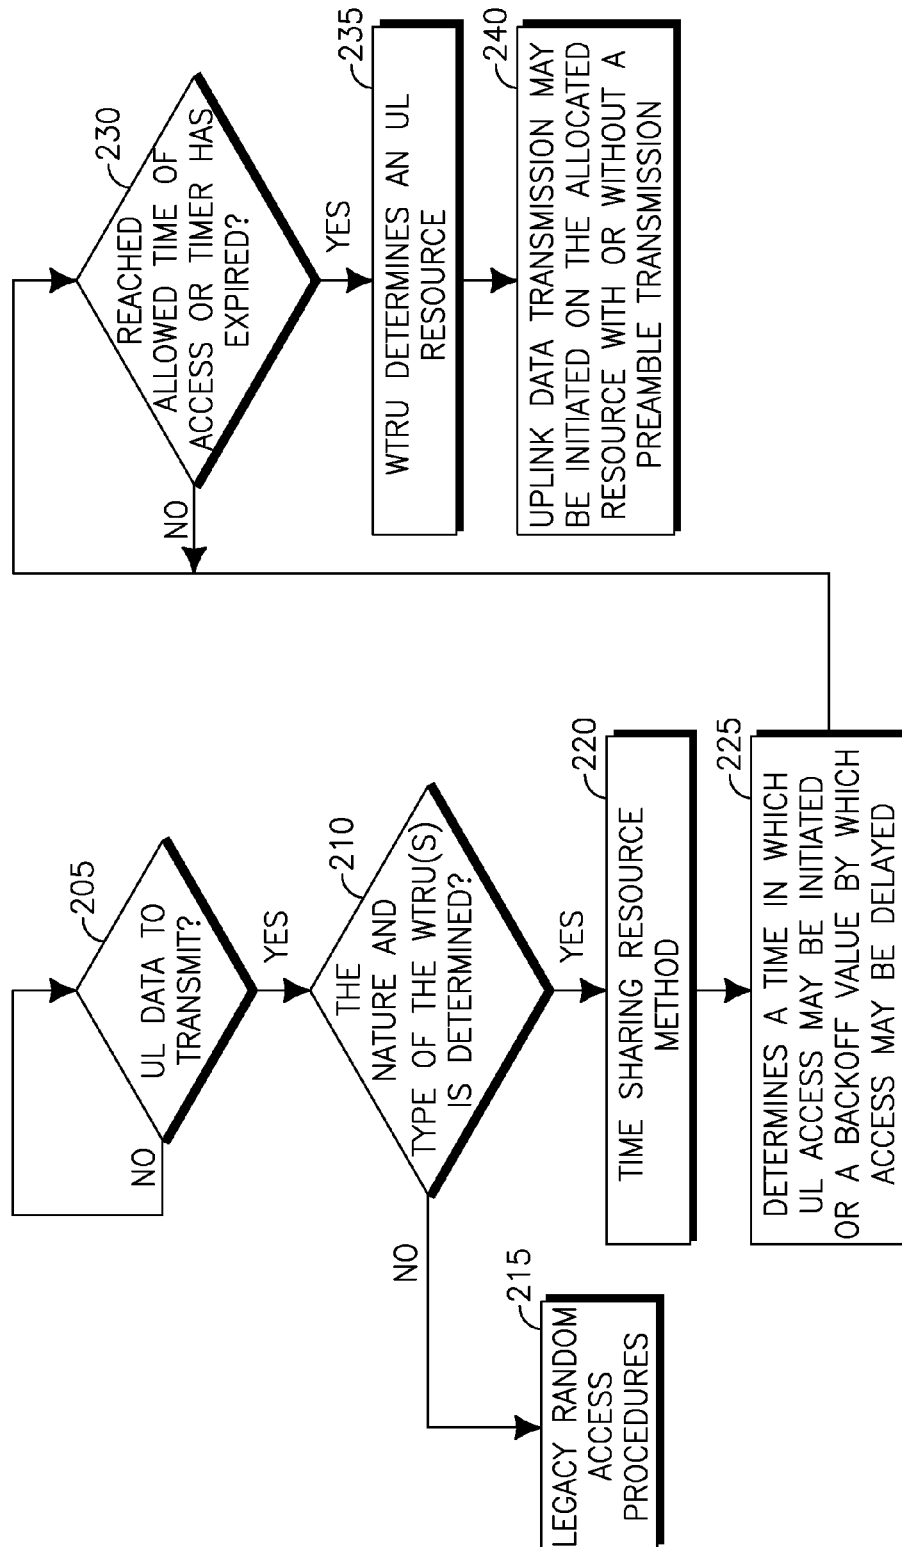 205
UL DATA TO
TRANSMIT?
NO
YES
210
THE
NATURE AND
TYPE OF THE WTRU(S)
IS DETERMINED?
NO
YES
215
LEGACY RANDOM
ACCESS
PROCEDURES
220
TIME SHARING RESOURCE
METHOD
225
DETERMINES A TIME IN WHICH
UL ACCESS MAY BE INITIATED
OR A BACKOFF VALUE BY WHICH
ACCESS MAY BE DELAYED
230
REACHED
ALLOWED TIME OF
ACCESS OR TIMER HAS
EXPIRED?
NO
YES
235
WTRU DETERMINES AN UL
RESOURCE
240
UPLINK DATA TRANSMISSION MAY
BE INITIATED ON THE ALLOCATED
RESOURCE WITH OR WITHOUT A
PREAMBLE TRANSMISSION